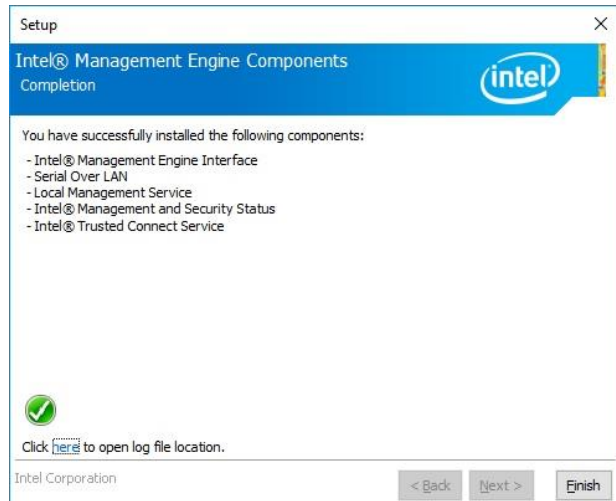 Setup
Intel® Management Engine Components
Completion
intel
You have successfully installed the following components:
- Intel® Management Engine Interface
- Serial Over LAN
- Local Management Service
- Intel® Management and Security Status
- Intel® Trusted Connect Service
Click here to open log file location.
Intel Corporation
< Back Next > Finish